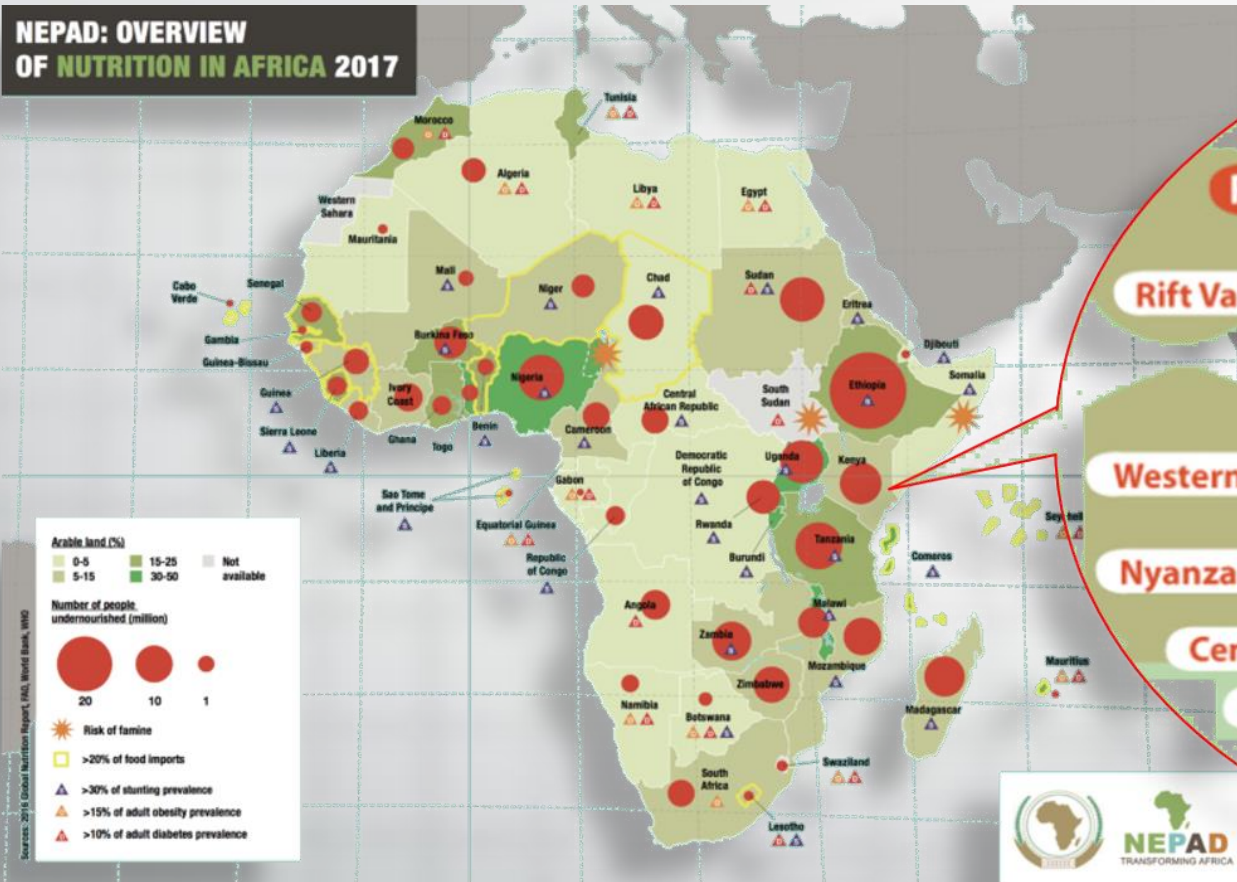 NEPAD: OVERVIEW
OF NUTRITION IN AFRICA 2017
Tunisia
Morocco
Algeria
Libya
Egypt
Western
Sahara
Mauritania
Mali
Niger
Chad
Sudan
Eritrea
Cabo
Verde
Senegal
Gambia
Guinea-Bissau
Burkina Faso
Nigeria
Djibouti
Somalia
Ethiopia
South
Sudan
Central
African Republic
Guinea
Sierra Leone
Liberia
Ivory
Coast
Ghana
Togo
Benin
Cameroon
Democratic
Republic
of Congo
Uganda
Kenya
Gabon
Sao Tome
and Principe
Equatorial Guinea
Republic
of Congo
Rwanda
Burundi
Tanzania
Comoros
Angola
Zambia
Malawi
Mozambique
Zimbabwe
Madagascar
Mauritius
Namibia
Botswana
South
Africa
Swaziland
Lesotho
Arable land (%)
0-5
15-25
Not
available
5-15
30-50
Number of people
undernourished (million)
20
10
1
Risk of famine
>20% of food imports
>30% of stunting prevalence
>15% of adult obesity prevalence
>10% of adult diabetes prevalence
Sources: 2016 Global Nutrition Report, FAO, World Bank, WHO
Rift Va
Western
Nyanza
Cen
NEPAD
TRANSFORMING AFRICA